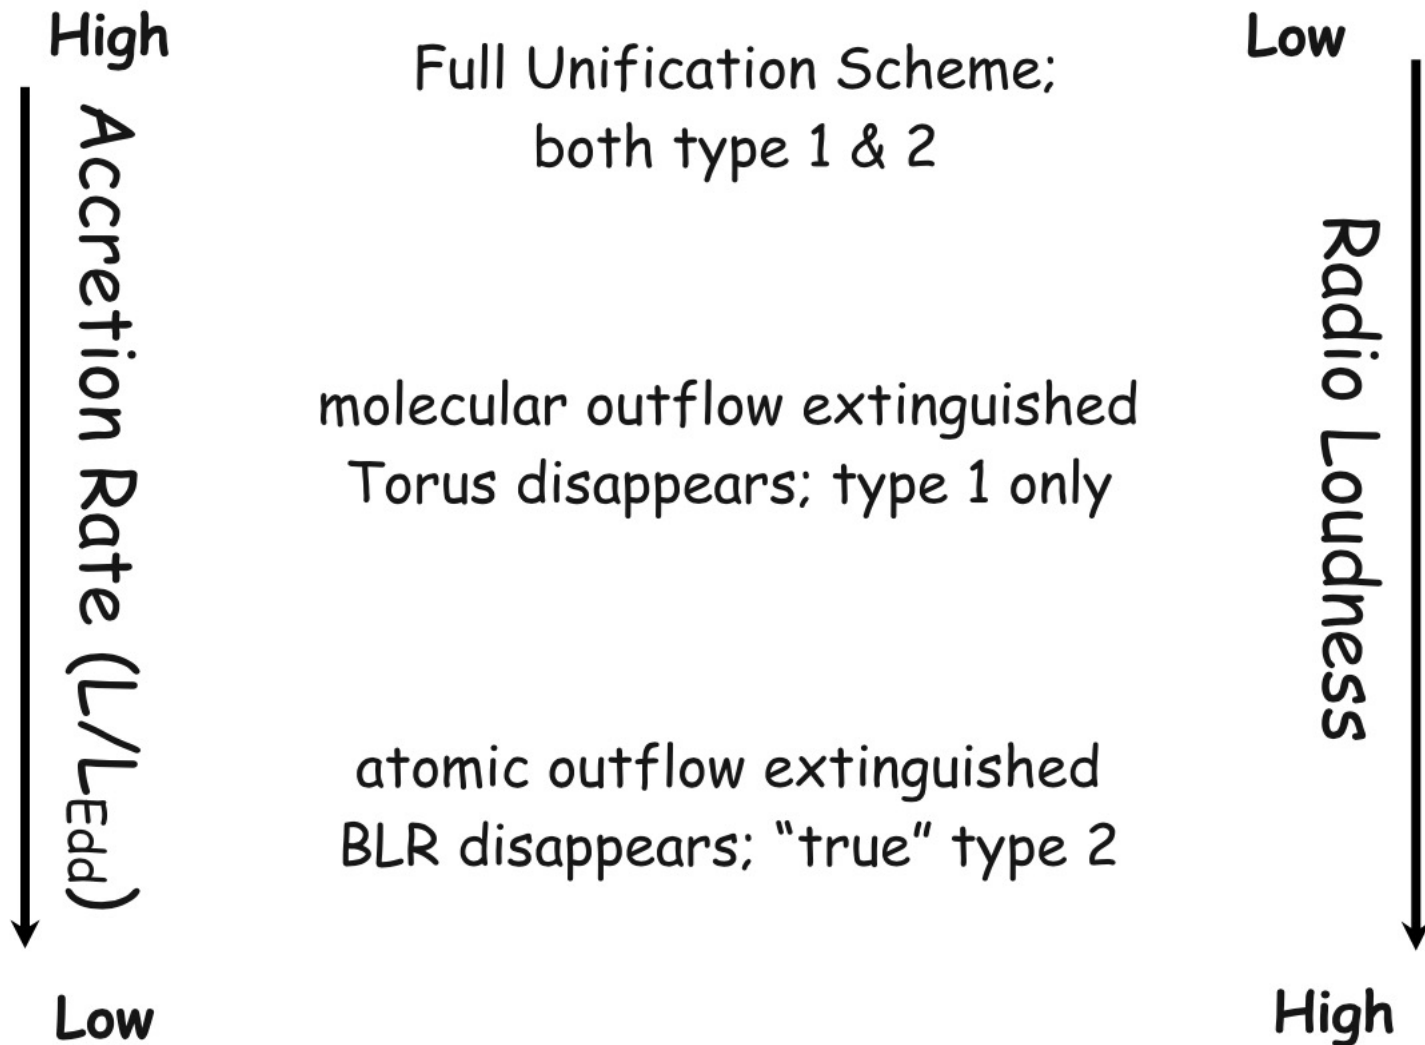 High
Low
Full Unification Scheme;
both type 1 & 2
Accretion Rate (L/LEdd)
Radio Loudness
molecular outflow extinguished
Torus disappears; type 1 only
atomic outflow extinguished
BLR disappears; “true” type 2
Low
High